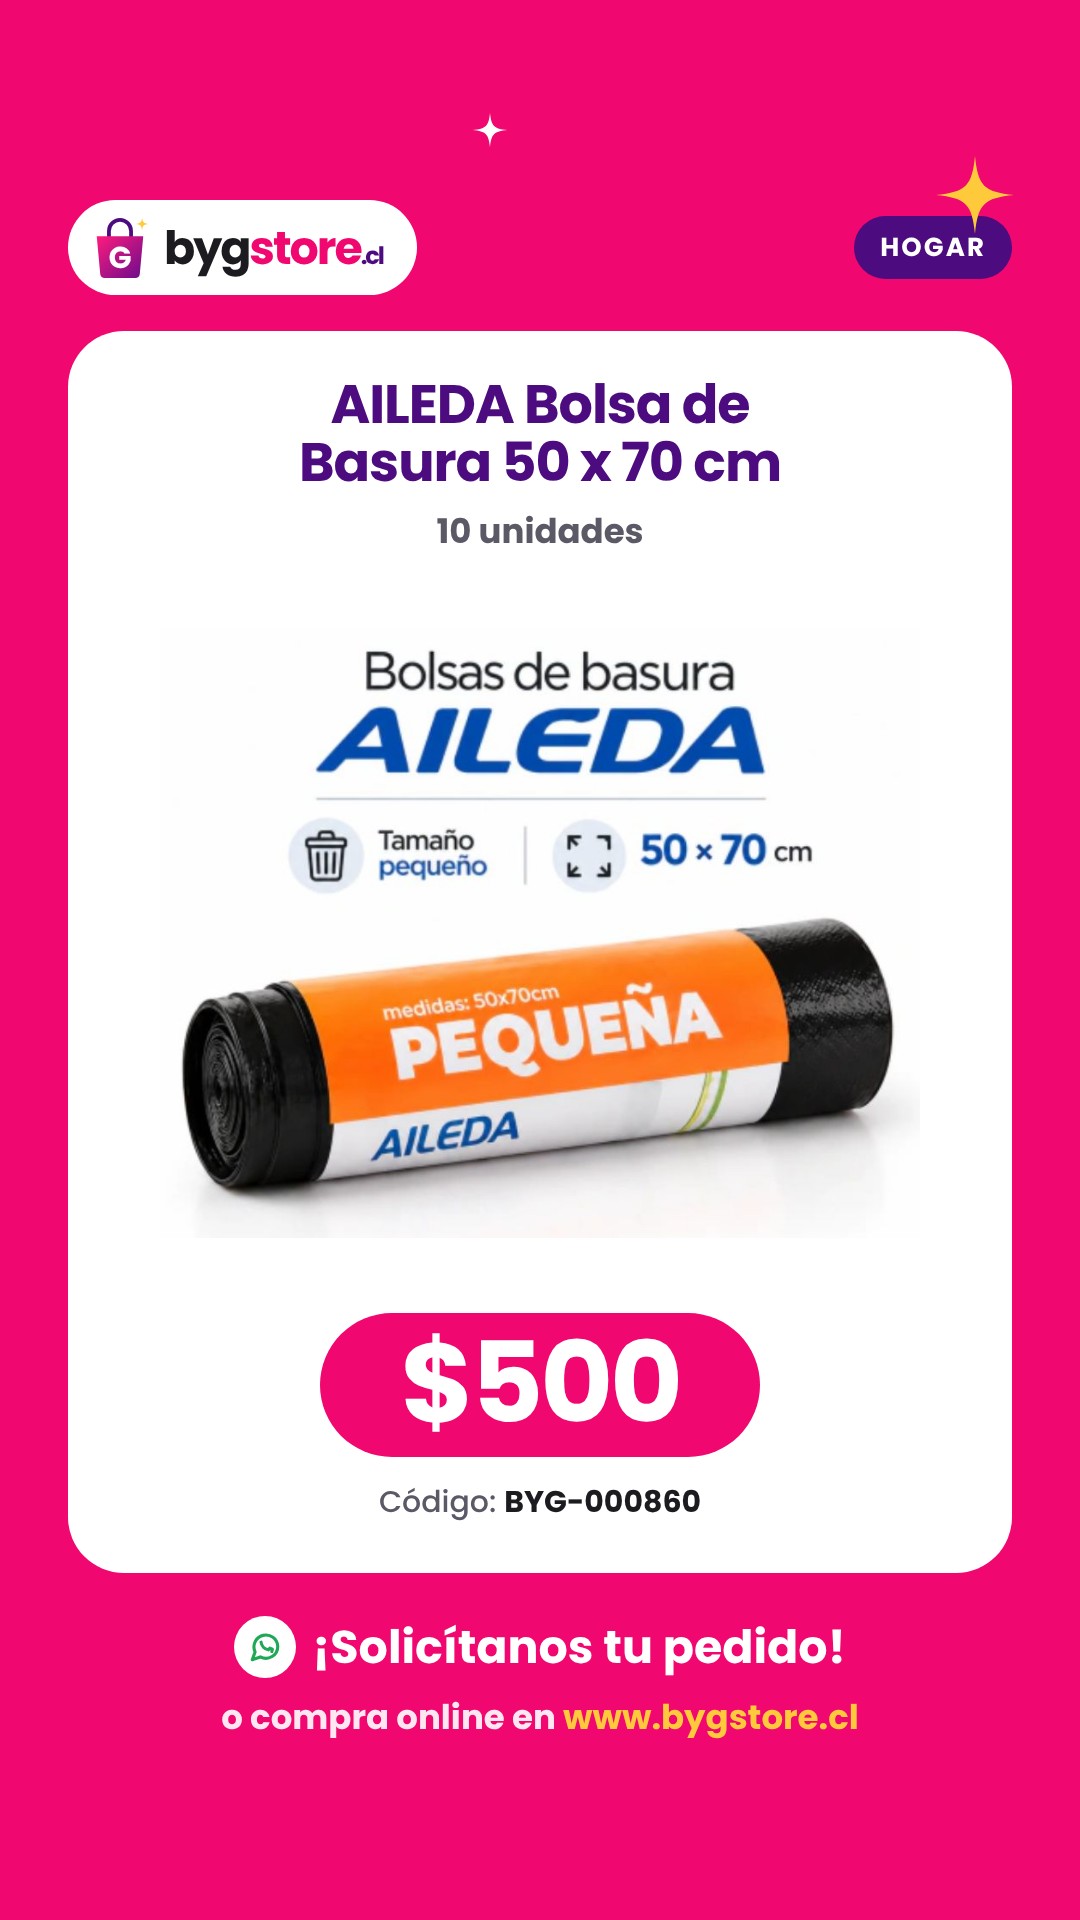 G bygstore.cl
HOGAR
AILEDA Bolsa de
Basura 50 x 70 cm
10 unidades
Bolsas de basura
AILEDA
Tamaño
pequeño
50 × 70 cm
medidas: 50x70cm
PEQUEÑA
AILEDA
$500
Código: BYG-000860
¡Solicítanos tu pedido!
o compra online en www.bygstore.cl